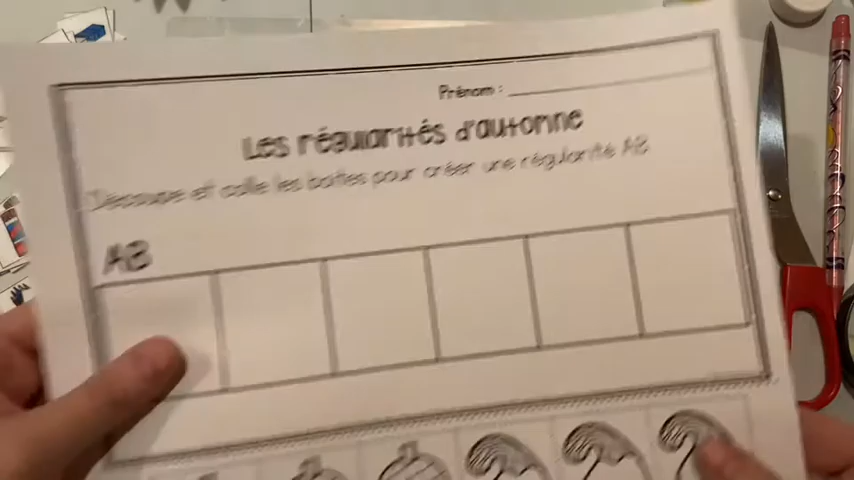 Prénom :
Les régularités d'automne
Découpe et colle les boîtes pour créer une régularité AB
AB